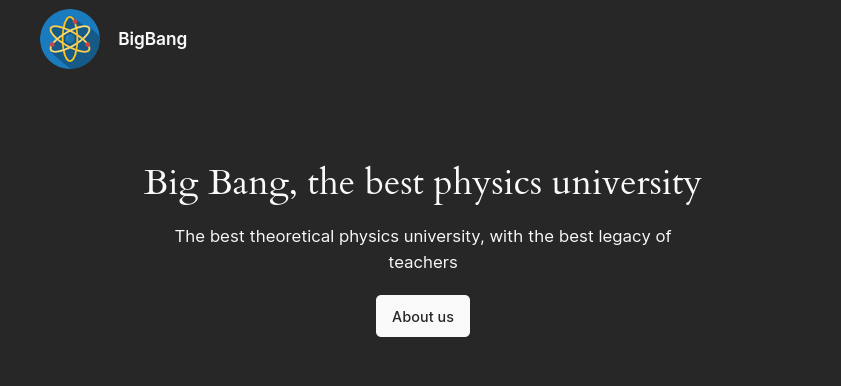 BigBang
Big Bang, the best physics university
The best theoretical physics university, with the best legacy of
teachers
About us